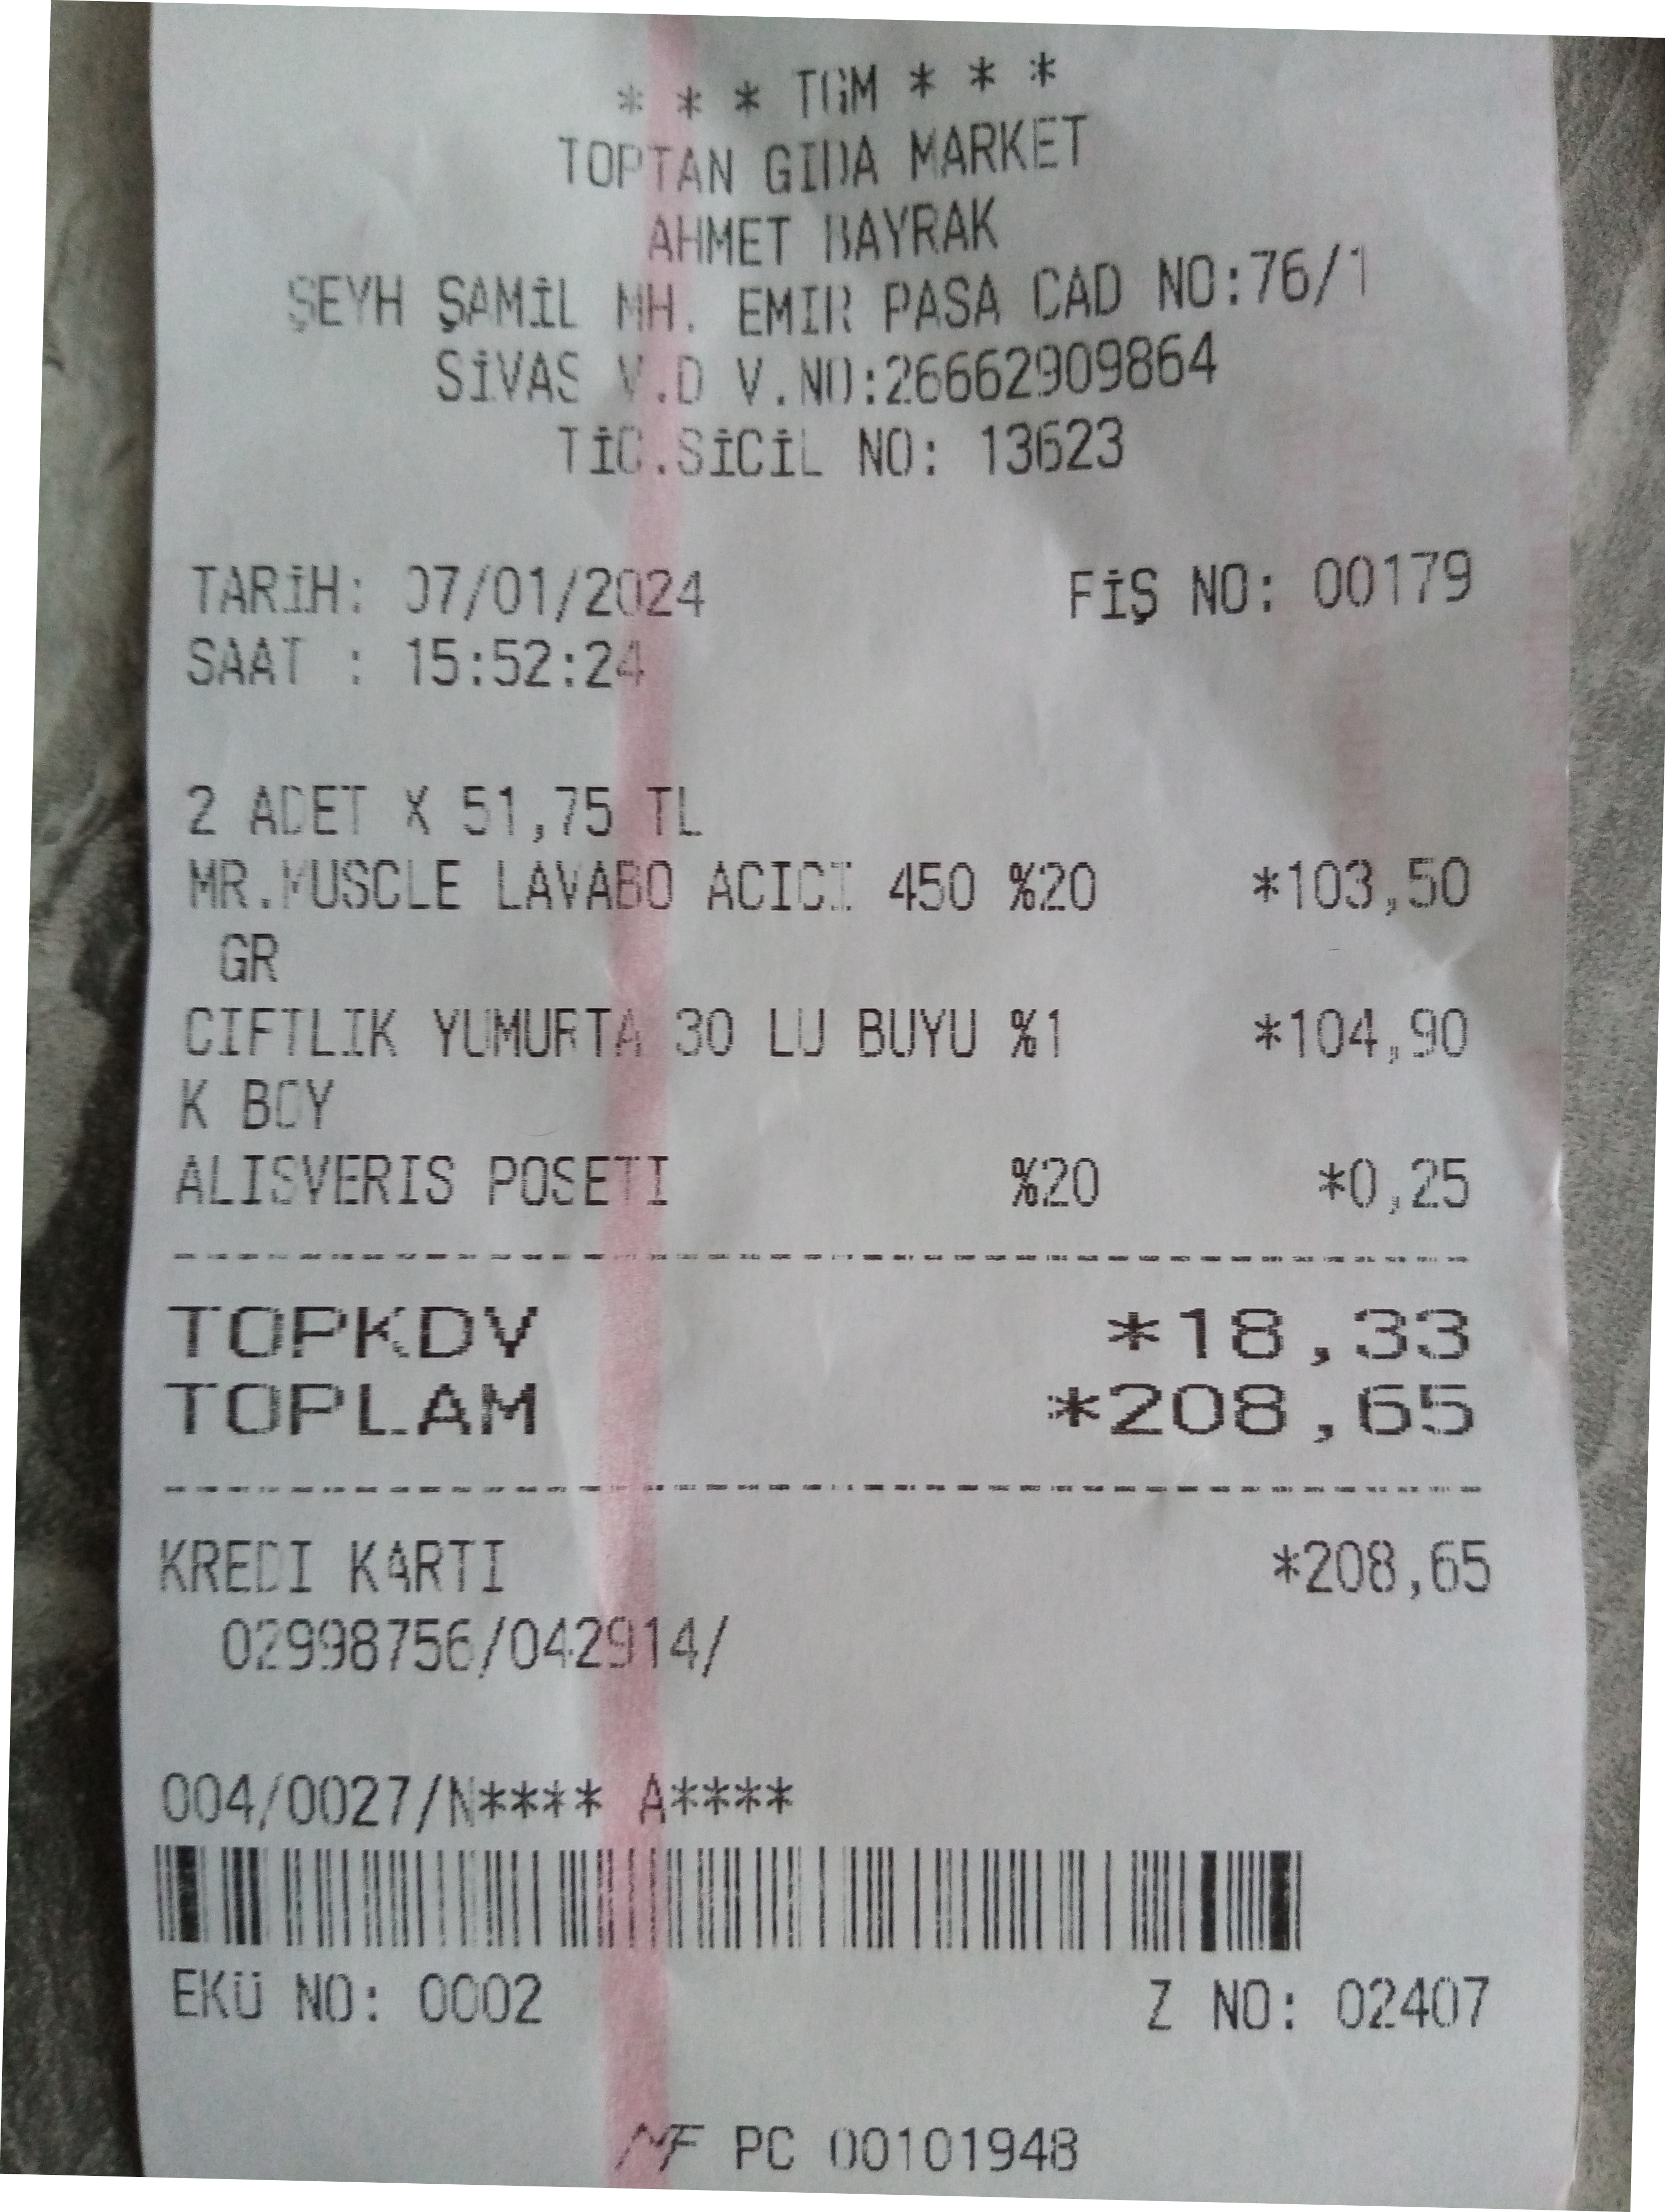 * * * TGM * * *
TOPTAN GIDA MARKET
AHMET BAYRAK
ŞEYH ŞAMİL MH. EMIR PASA CAD NO:76/1
SİVAS V.D V.NO:26662909864
TİC.SİCİL NO: 13623
TARİH: 07/01/2024 FİŞ NO: 00179
SAAT : 15:52:24
2 ADET X 51,75 TL
MR.MUSCLE LAVABO ACICI 450 %20 *103,50
GR
CIFTLIK YUMURTA 30 LU BUYU %1 *104,90
K BOY
ALISVERIS POSETI %20 *0,25
TOPKDV *18,33
TOPLAM *208,65
KREDI KARTI *208,65
02998756/042914/
004/0027/N**** A****
EKÜ NO: 0002 Z NO: 02407
MF PC 00101948